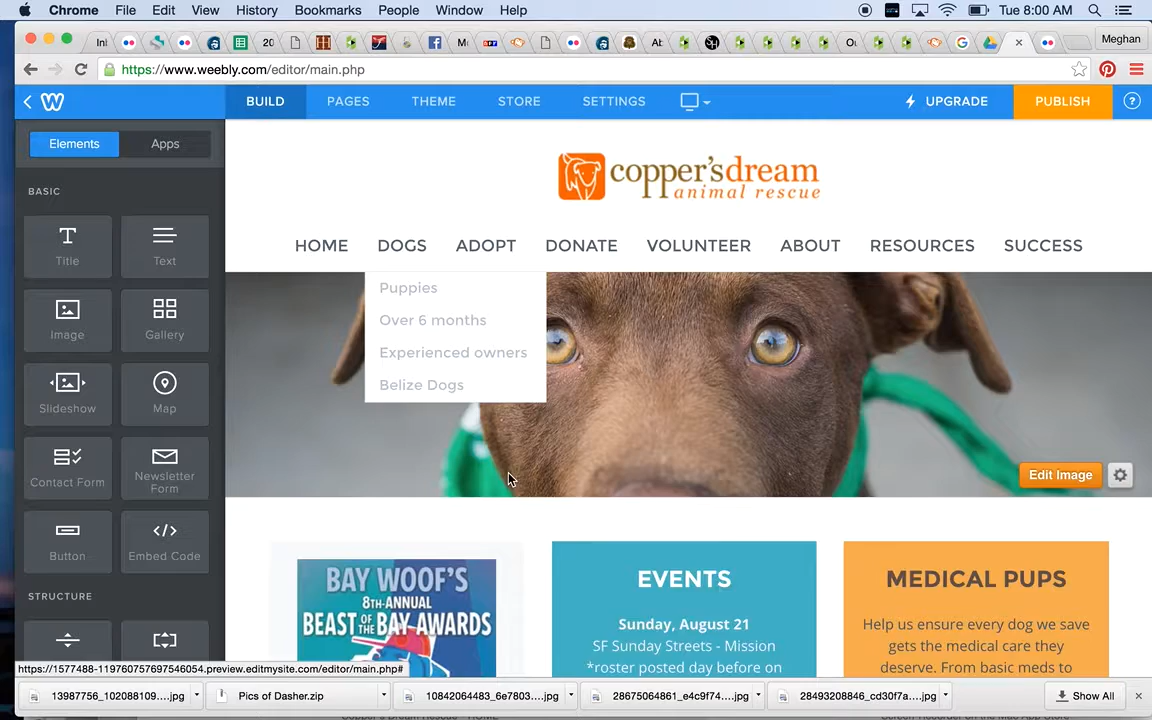 Chrome File Edit View History Bookmarks People Window Help Tue 8:00 AM
Meghan
https://www.weebly.com/editor/main.php
BUILD PAGES THEME STORE SETTINGS UPGRADE PUBLISH ?
Elements Apps
BASIC
Title Text
Image Gallery
Slideshow Map
Contact Form Newsletter Form
Button Embed Code
STRUCTURE
copper'sdream
animal rescue
HOME DOGS ADOPT DONATE VOLUNTEER ABOUT RESOURCES SUCCESS
Puppies
Over 6 months
Experienced owners
Belize Dogs
Edit Image
BAY WOOF'S
8TH-ANNUAL
BEAST OF THE BAY AWARDS
EVENTS
Sunday, August 21
SF Sunday Streets - Mission
*roster posted day before on
MEDICAL PUPS
Help us ensure every dog we save
gets the medical care they
deserve. From basic meds to
https://1577488-119760757697546054.preview.editmysite.com/editor/main.php#
13987756_102088109....jpg Pics of Dasher.zip 10842064483_6e7803....jpg 28675064861_e4c9f74....jpg 28493208846_cd30f7a....jpg Show All